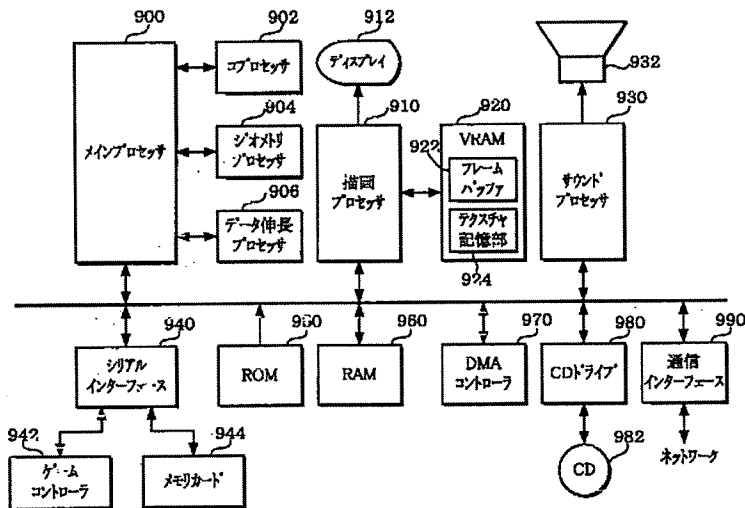 900
902
912
932
コプロセッサ
ディスプレイ
904
910
920
930
VRAM
メインプロセッサ
ジオメトリ
プロセッサ
922
フレーム
バッファ
906
描画
プロセッサ
サウンド
プロセッサ
データ伸長
プロセッサ
テクスチャ
記憶部
924
940
950
960
970
980
990
シリアル
インターフェース
ROM
RAM
DMA
コントローラ
CDドライブ
通信
インターフェース
942
944
982
ゲーム
コントローラ
メモリカード
CD
ネットワーク